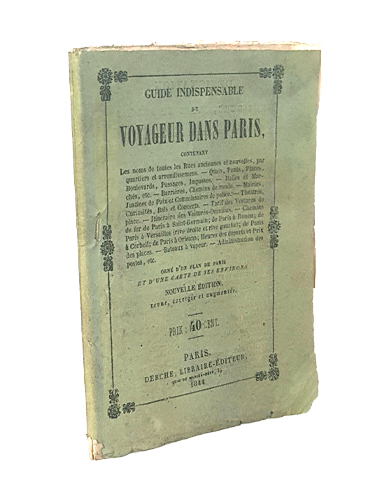 GUIDE INDISPENSABLE
DU
VOYAGEUR DANS PARIS,
CONTENANT
Les noms de toutes les Rues anciennes et nouvelles, par
quartiers et arrondissemens. — Quais, Ponts, Places,
Boulevards, Passages, Impasses. — Halles et Mar-
chés, etc. — Barrières, Chemins de ronde. — Mairies,
Justices de Paix et Commissaires de police. — Théâtres,
Curiosités, Bals et Concerts. — Tarif des Voitures de
place. — Itinéraire des Voitures-Omnibus. — Chemins
de fer de Paris à Saint-Germain; de Paris à Rouen; de
Paris à Versailles (rive droite et rive gauche); de Paris
à Corbeil; de Paris à Orléans; Heures des départs et Prix
des places. — Bateaux à vapeur. — Administration des
postes, etc.
ORNÉ D'UN PLAN DE PARIS
ET D'UNE CARTE DE SES ENVIRONS
NOUVELLE ÉDITION,
revue, corrigée et augmentée.
PRIX : 40 CENT.
PARIS.
DERCHE, LIBRAIRE-ÉDITEUR,
1844